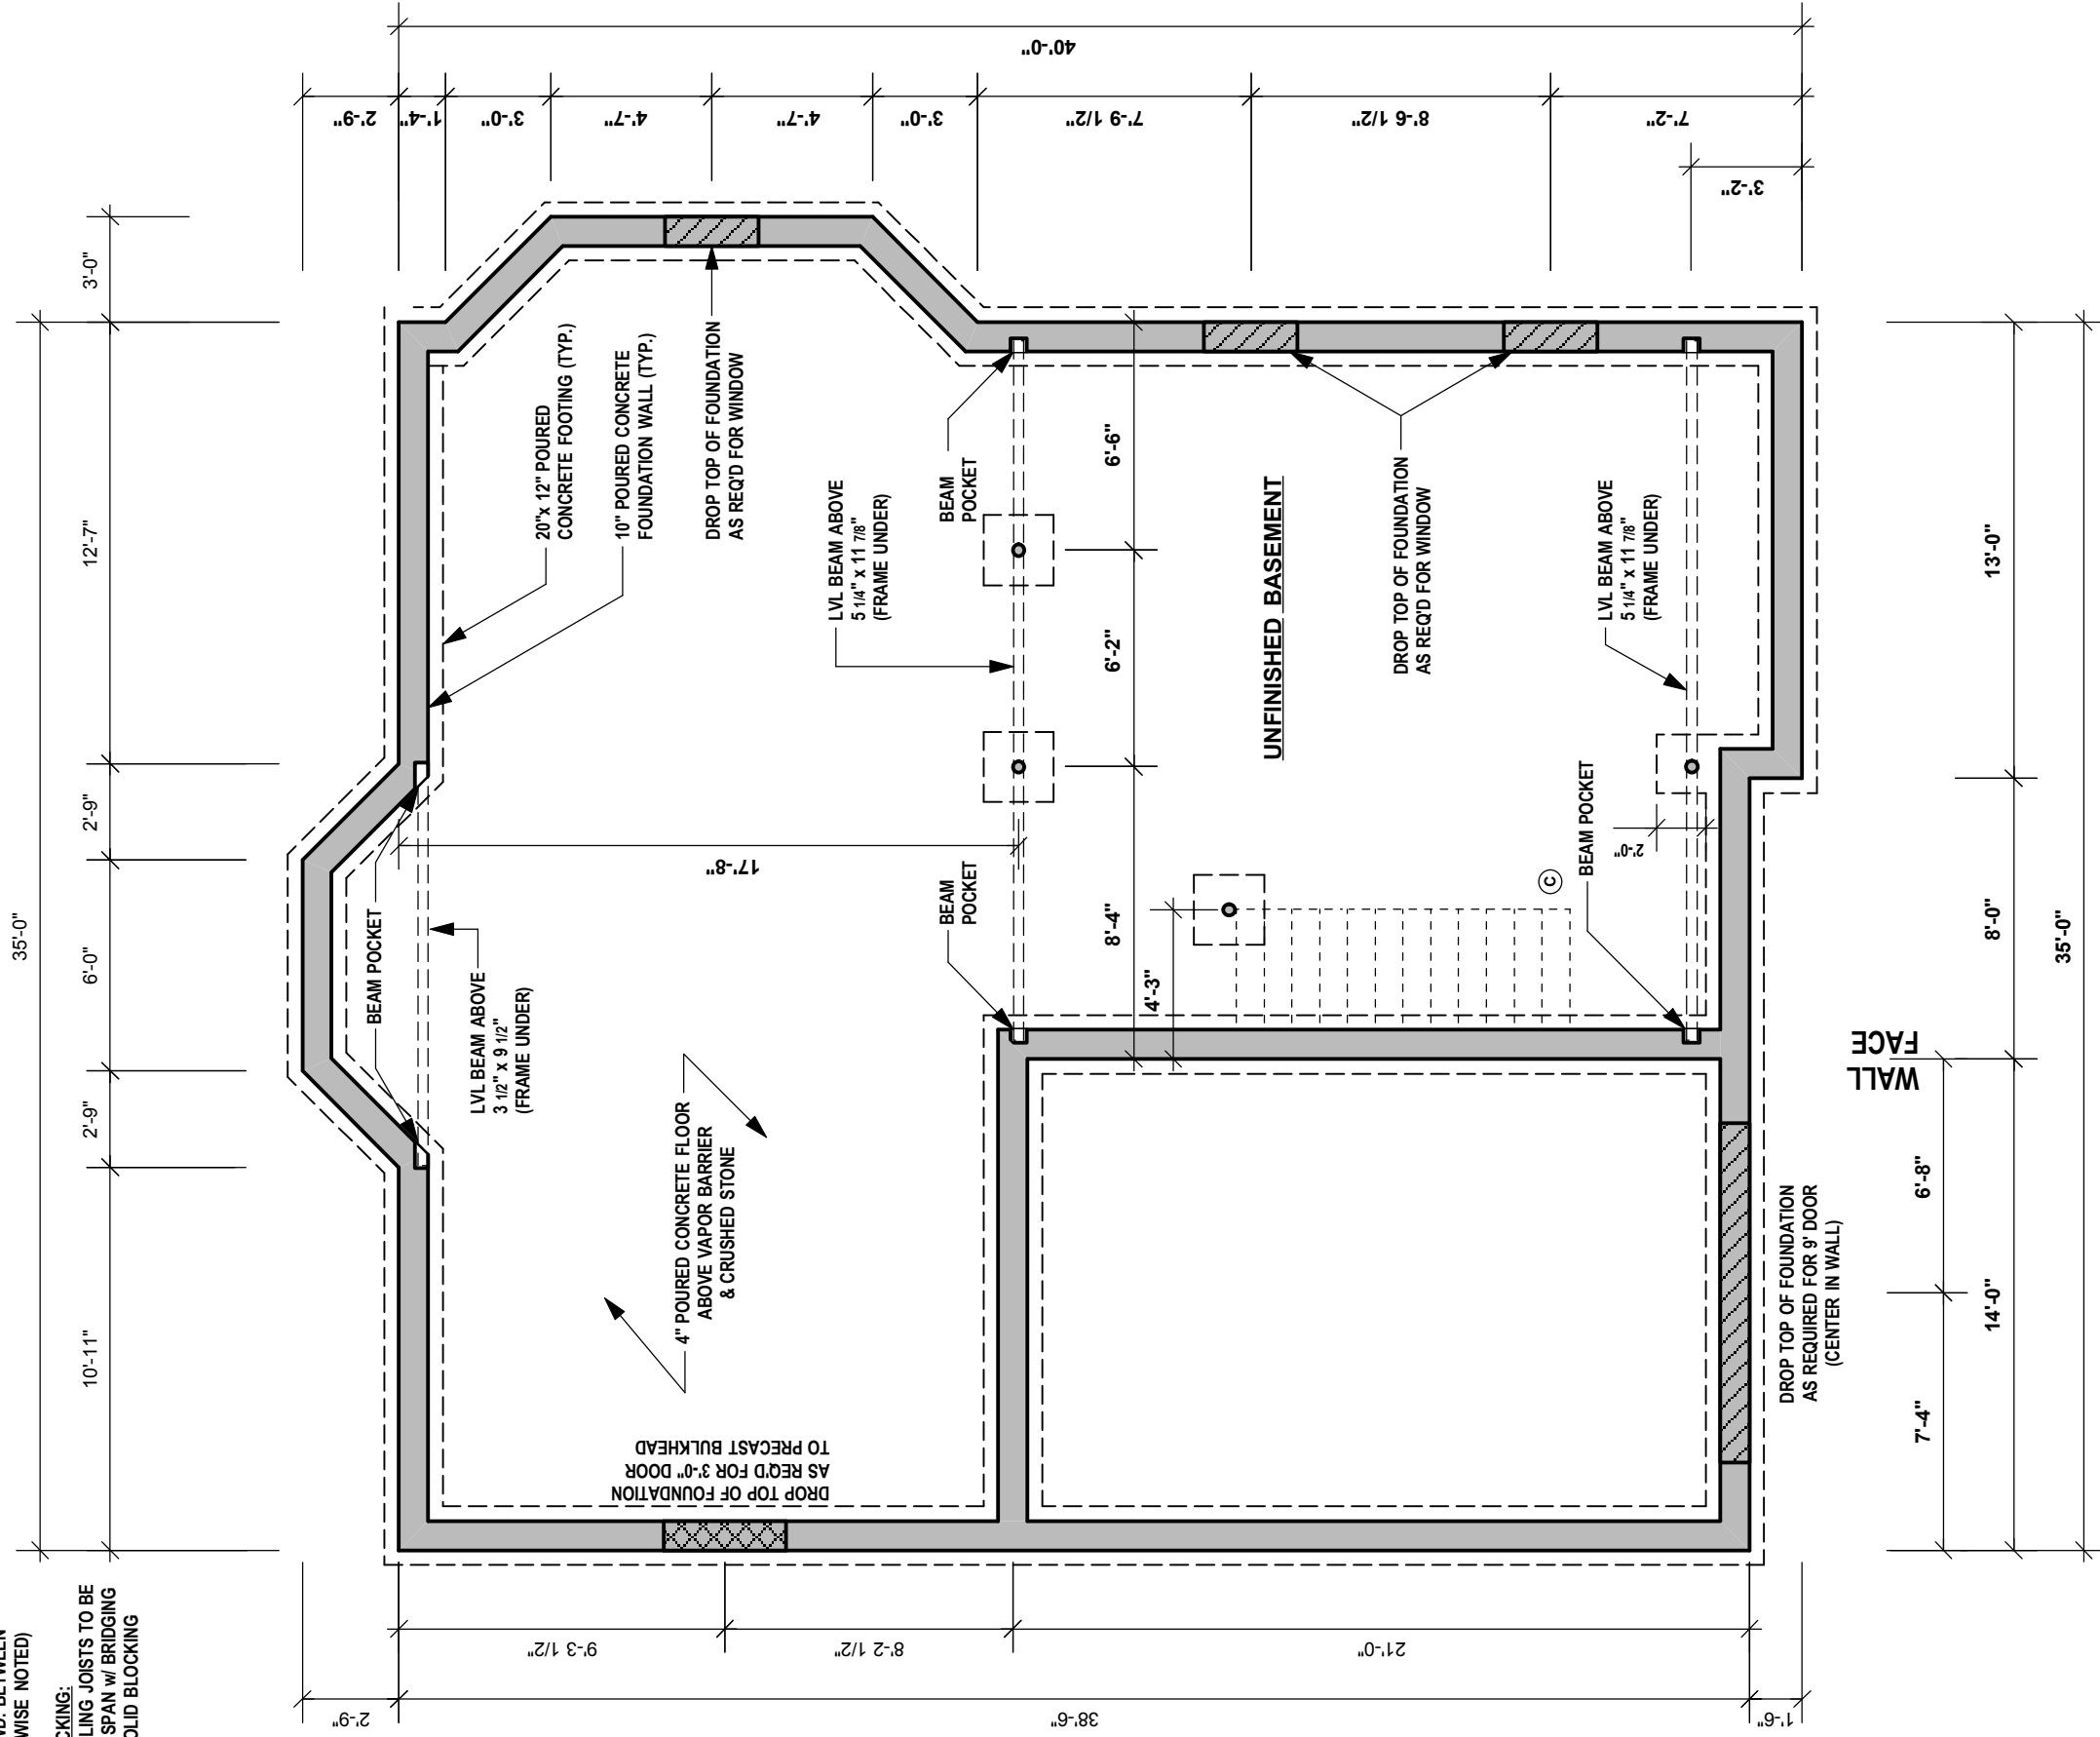 35'-0"
3'-0"
12'-7"
2'-9"
6'-0"
2'-9"
10'-11"
WISE NOTED)
CKING:
LING JOISTS TO BE
SPAN w/ BRIDGING
OLID BLOCKING
40'-0"
2'-9"
1'-4"
3'-0"
4'-7"
4'-7"
3'-0"
7'-9 1/2"
8'-6 1/2"
7'-2"
3'-2"
20"x 12" POURED
CONCRETE FOOTING (TYP.)
10" POURED CONCRETE
FOUNDATION WALL (TYP.)
DROP TOP OF FOUNDATION
AS REQ'D FOR WINDOW
LVL BEAM ABOVE
5 1/4" x 11 7/8"
(FRAME UNDER)
BEAM
POCKET
6'-6"
6'-2"
8'-4"
4'-3"
UNFINISHED BASEMENT
DROP TOP OF FOUNDATION
AS REQ'D FOR WINDOW
LVL BEAM ABOVE
5 1/4" x 11 7/8"
(FRAME UNDER)
BEAM POCKET
LVL BEAM ABOVE
3 1/2" x 9 1/2"
(FRAME UNDER)
17'-8"
BEAM
POCKET
C
BEAM POCKET
2'-0"
4" POURED CONCRETE FLOOR
ABOVE VAPOR BARRIER
& CRUSHED STONE
DROP TOP OF FOUNDATION
AS REQ'D FOR 3'-0" DOOR
TO PRECAST BULKHEAD
DROP TOP OF FOUNDATION
AS REQUIRED FOR 9' DOOR
(CENTER IN WALL)
WALL
FACE
13'-0"
8'-0"
14'-0"
6'-8"
7'-4"
35'-0"
9'-3 1/2"
8'-2 1/2"
21'-0"
2'-9"
38'-6"
1'-6"